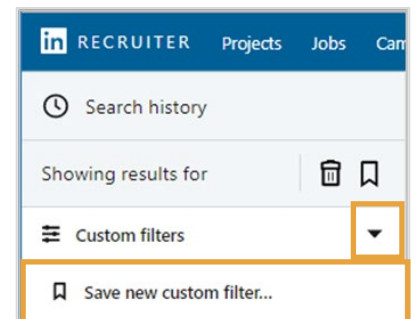 in RECRUITER Projects Jobs
Search history
Showing results for
Custom filters
Save new custom filter...